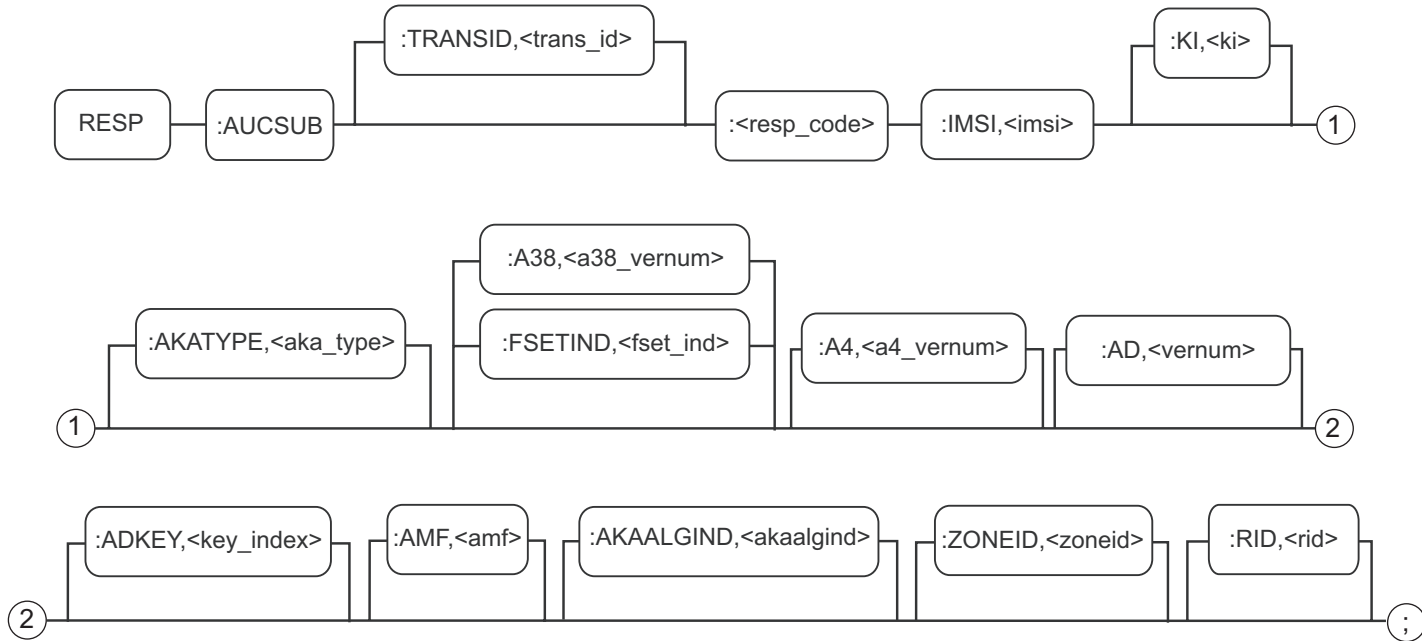 :TRANSID,<trans_id>
:KI,<ki>
RESP :AUCSUB :<resp_code> :IMSI,<imsi> 1
:A38,<a38_vernum>
:AKATYPE,<aka_type> :FSETIND,<fset_ind> :A4,<a4_vernum> :AD,<vernum>
1 2
:ADKEY,<key_index> :AMF,<amf> :AKAALGIND,<akaalgind> :ZONEID,<zoneid> :RID,<rid>
2 ;